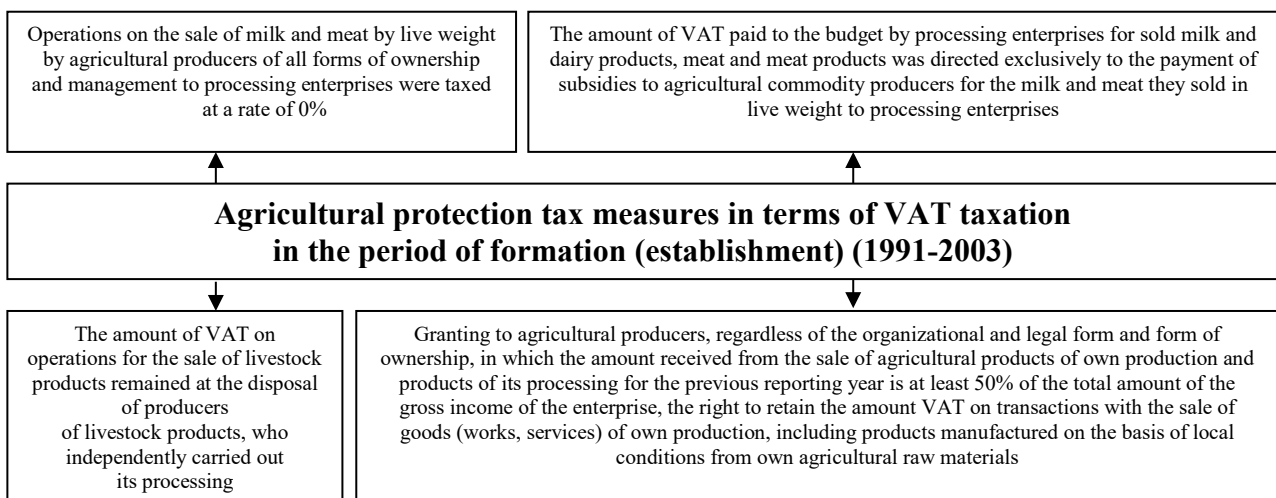 Operations on the sale of milk and meat by live weight
by agricultural producers of all forms of ownership
and management to processing enterprises were taxed
at a rate of 0%
The amount of VAT paid to the budget by processing enterprises for sold milk and
dairy products, meat and meat products was directed exclusively to the payment of
subsidies to agricultural commodity producers for the milk and meat they sold in
live weight to processing enterprises
Agricultural protection tax measures in terms of VAT taxation
in the period of formation (establishment) (1991-2003)
The amount of VAT on
operations for the sale of livestock
products remained at the disposal
of producers
of livestock products, who
independently carried out
its processing
Granting to agricultural producers, regardless of the organizational and legal form and form of
ownership, in which the amount received from the sale of agricultural products of own production and
products of its processing for the previous reporting year is at least 50% of the total amount of the
gross income of the enterprise, the right to retain the amount VAT on transactions with the sale of
goods (works, services) of own production, including products manufactured on the basis of local
conditions from own agricultural raw materials